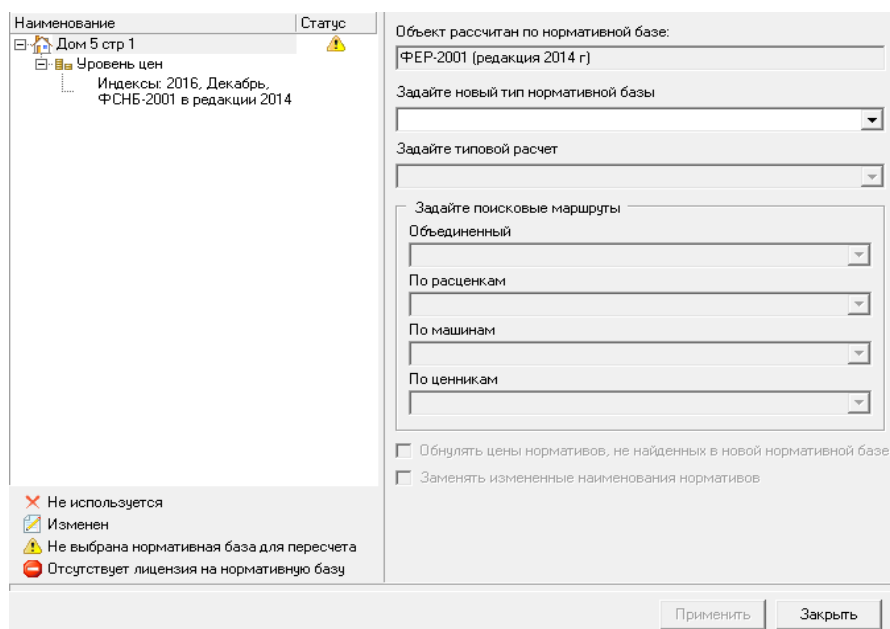 Наименование
Статус
Дом 5 стр 1
Уровень цен
Индексы: 2016, Декабрь,
ФСНБ-2001 в редакции 2014
Не используется
Изменен
Не выбрана нормативная база для пересчета
Отсутствует лицензия на нормативную базу
Объект рассчитан по нормативной базе:
ФЕР-2001 (редакция 2014 г)
Задайте новый тип нормативной базы
Задайте типовой расчет
Задайте поисковые маршруты
Объединенный
По расценкам
По машинам
По ценникам
Обнулять цены нормативов, не найденных в новой нормативной базе
Заменять измененные наименования нормативов
Применить
Закрыть